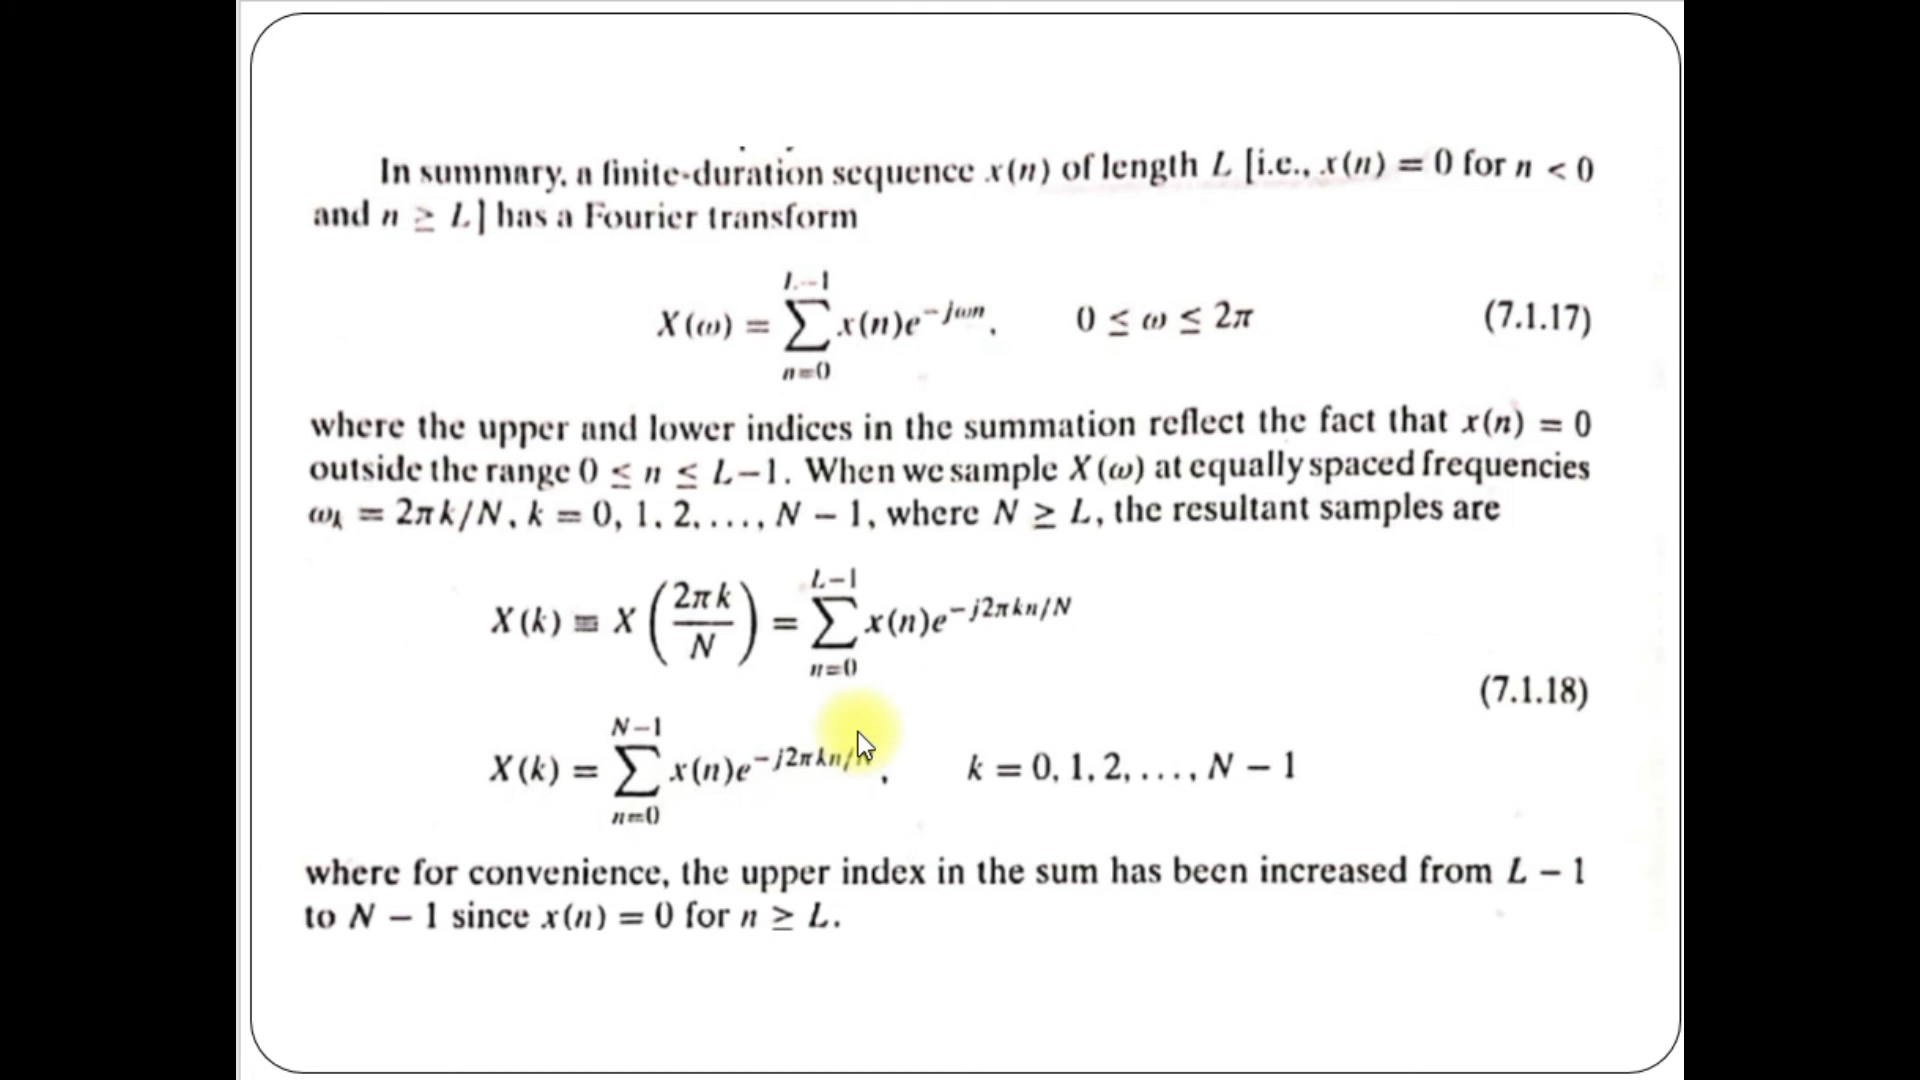 In summary, a finite-duration sequence x(n) of length L [i.e., x(n) = 0 for n < 0
and n ≥ L] has a Fourier transform
X(ω) = ∑_{n=0}^{L-1} x(n)e^{-jωn}, 0 ≤ ω ≤ 2π (7.1.17)
where the upper and lower indices in the summation reflect the fact that x(n) = 0
outside the range 0 ≤ n ≤ L-1. When we sample X(ω) at equally spaced frequencies
ω_k = 2πk/N, k = 0, 1, 2, ..., N - 1, where N ≥ L, the resultant samples are
X(k) ≡ X(2πk/N) = ∑_{n=0}^{L-1} x(n)e^{-j2πkn/N}
(7.1.18)
X(k) = ∑_{n=0}^{N-1} x(n)e^{-j2πkn/N}, k = 0, 1, 2, ..., N - 1
where for convenience, the upper index in the sum has been increased from L - 1
to N - 1 since x(n) = 0 for n ≥ L.